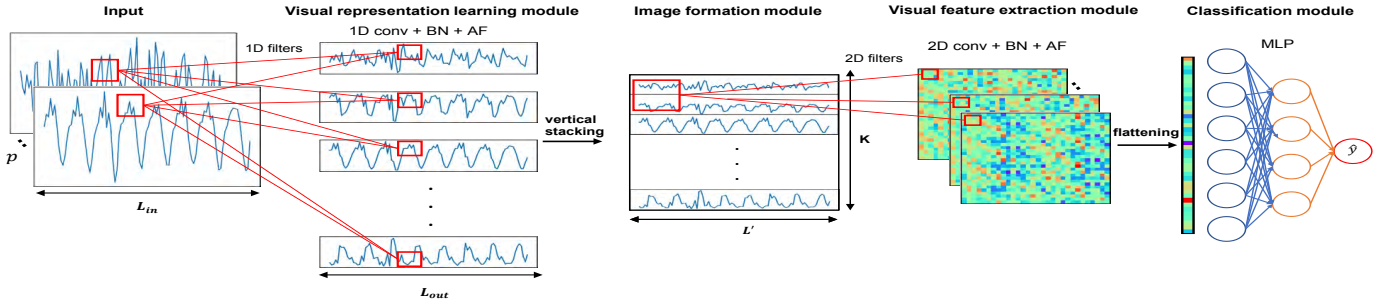 Input
Visual representation learning module
Image formation module
Visual feature extraction module
Classification module
1D filters
1D conv + BN + AF
2D filters
2D conv + BN + AF
MLP
p
L_in
L_out
vertical
stacking
K
L′
flattening
ŷ